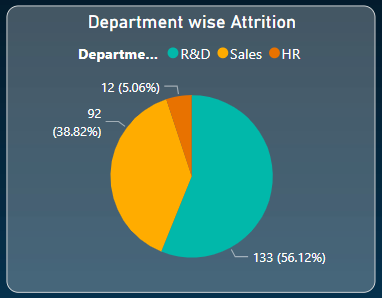 Department wise Attrition
Departme... R&D Sales HR
12 (5.06%)
92
(38.82%)
133 (56.12%)